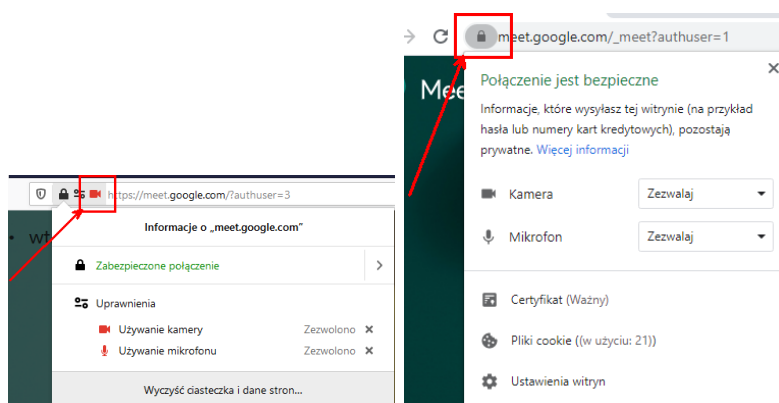 https://meet.google.com/?authuser=3
Informacje o „meet.google.com”
Zabezpieczone połączenie
Uprawnienia
Używanie kamery Zezwolono
Używanie mikrofonu Zezwolono
Wyczyść ciasteczka i dane stron...
meet.google.com/_meet?authuser=1
Mee
Połączenie jest bezpieczne
Informacje, które wysyłasz tej witrynie (na przykład
hasła lub numery kart kredytowych), pozostają
prywatne. Więcej informacji
Kamera Zezwalaj
Mikrofon Zezwalaj
Certyfikat (Ważny)
Pliki cookie ((w użyciu: 21))
Ustawienia witryn